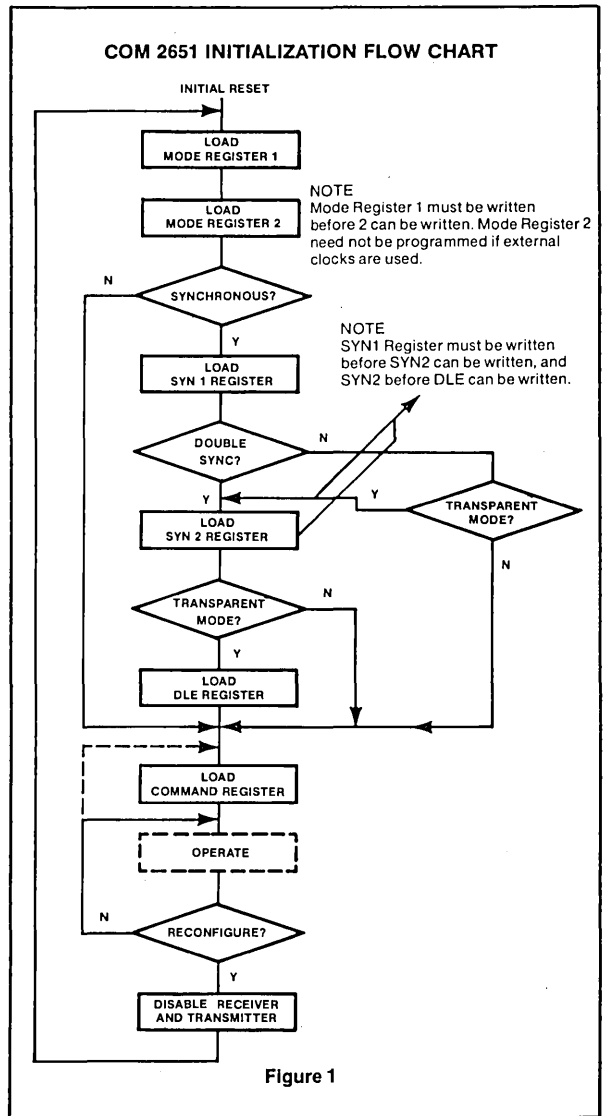 COM 2651 INITIALIZATION FLOW CHART
INITIAL RESET
LOAD
MODE REGISTER 1
LOAD
MODE REGISTER 2
NOTE
Mode Register 1 must be written
before 2 can be written. Mode Register 2
need not be programmed if external
clocks are used.
N
SYNCHRONOUS?
Y
NOTE
SYN1 Register must be written
before SYN2 can be written, and
SYN2 before DLE can be written.
LOAD
SYN 1 REGISTER
DOUBLE
SYNC?
N
Y
Y
TRANSPARENT
MODE?
LOAD
SYN 2 REGISTER
N
TRANSPARENT
MODE?
N
Y
LOAD
DLE REGISTER
LOAD
COMMAND REGISTER
OPERATE
N
RECONFIGURE?
Y
DISABLE RECEIVER
AND TRANSMITTER
Figure 1